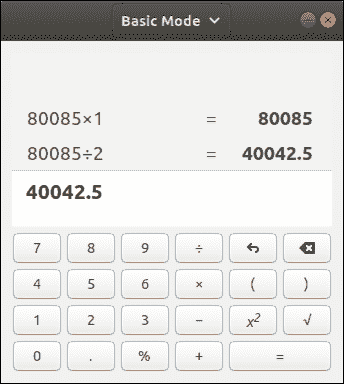 Basic Mode
80085×1 = 80085
80085÷2 = 40042.5
40042.5
7 8 9 ÷
4 5 6 × ( )
1 2 3 − x² √
0 . % + =